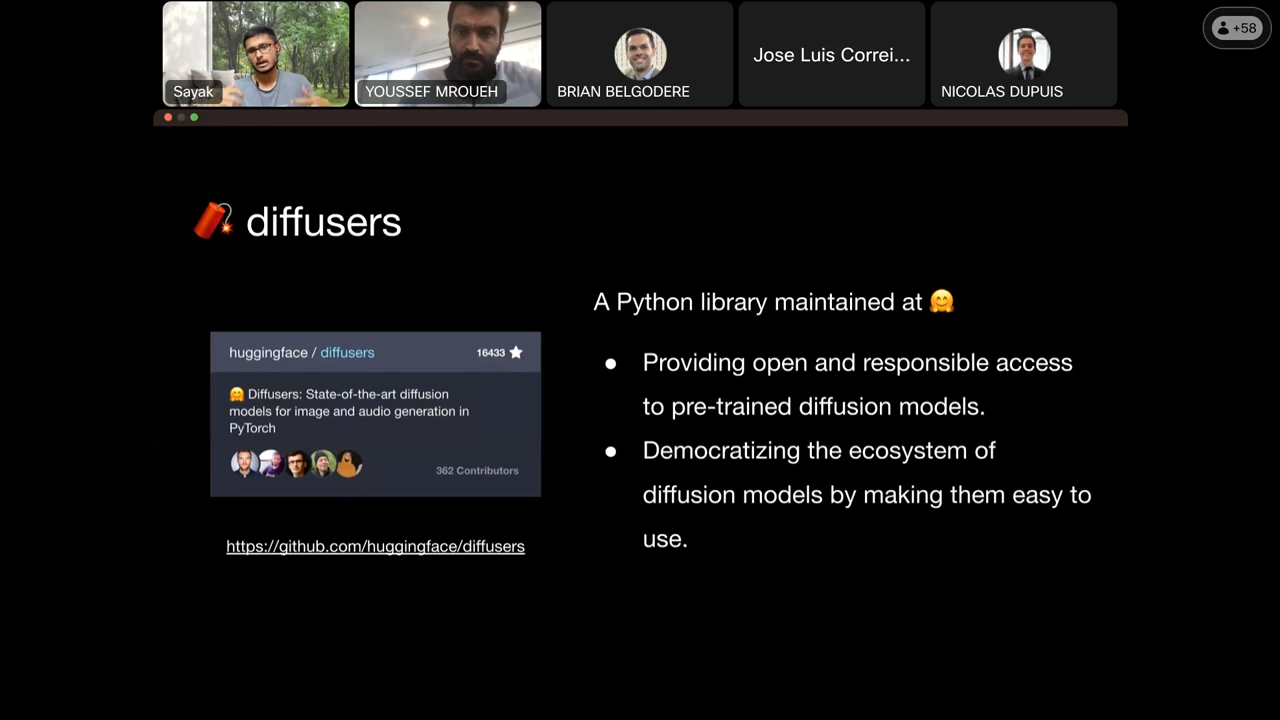 Sayak
YOUSSEF MROUEH
BRIAN BELGODERE
Jose Luis Correi...
NICOLAS DUPUIS
+58
🧨 diffusers
huggingface / diffusers
16433 ★
🤗 Diffusers: State-of-the-art diffusion
models for image and audio generation in
PyTorch
362 Contributors
https://github.com/huggingface/diffusers
A Python library maintained at 🤗
● Providing open and responsible access
to pre-trained diffusion models.
● Democratizing the ecosystem of
diffusion models by making them easy to
use.